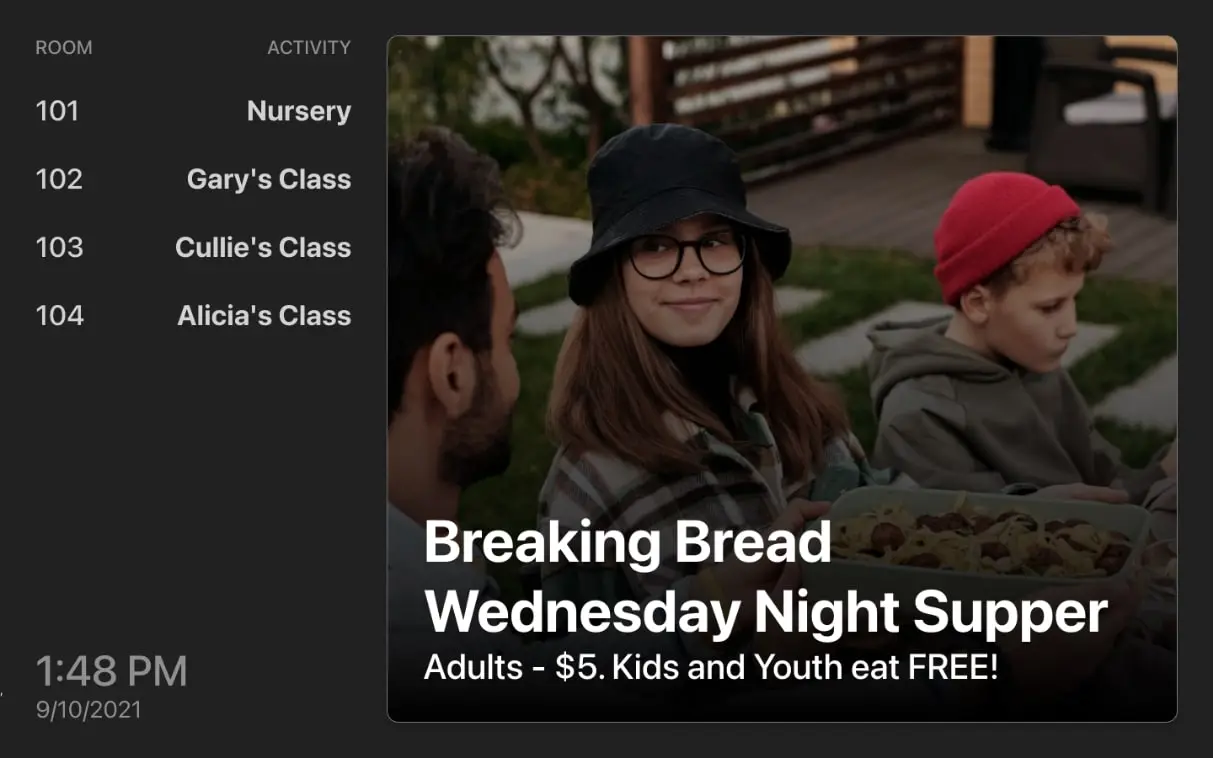 ROOM ACTIVITY
101 Nursery
102 Gary's Class
103 Cullie's Class
104 Alicia's Class
1:48 PM
9/10/2021
Breaking Bread
Wednesday Night Supper
Adults - $5. Kids and Youth eat FREE!